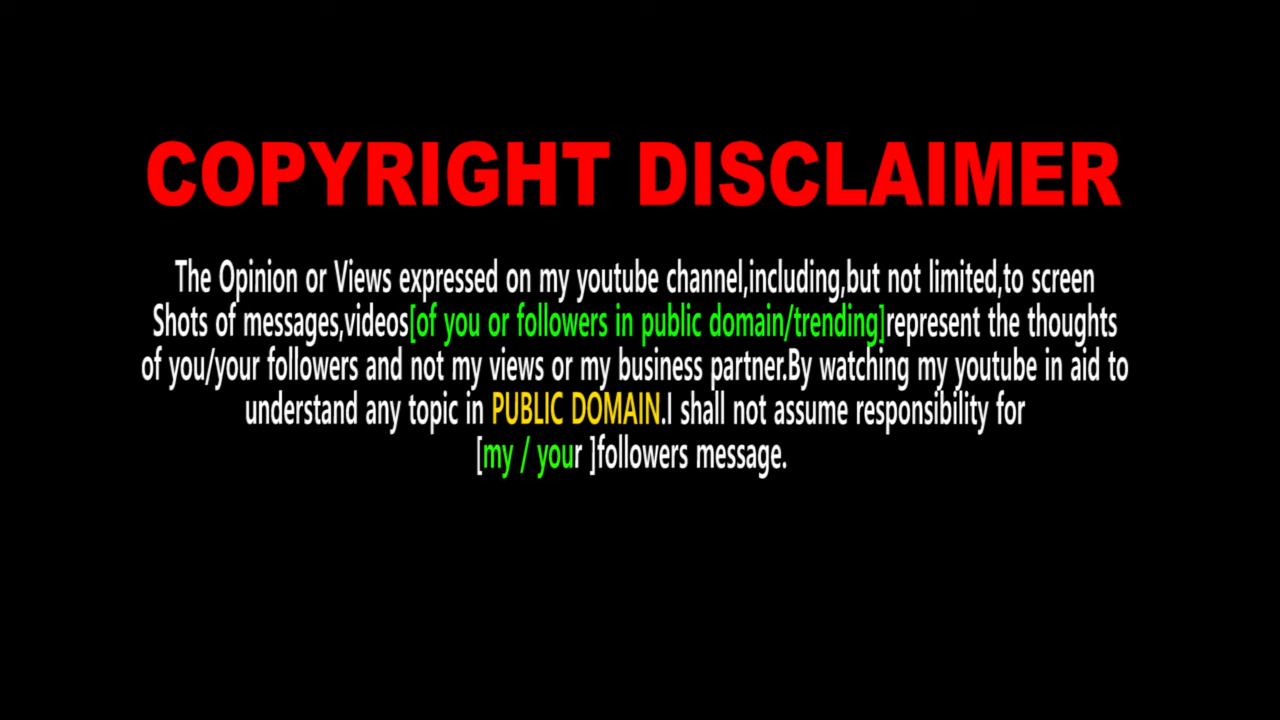 COPYRIGHT DISCLAIMER
The Opinion or Views expressed on my youtube channel,including,but not limited,to screen
Shots of messages,videos[of you or followers in public domain/trending]represent the thoughts
of you/your followers and not my views or my business partner.By watching my youtube in aid to
understand any topic in PUBLIC DOMAIN.I shall not assume responsibility for
[my / your ]followers message.